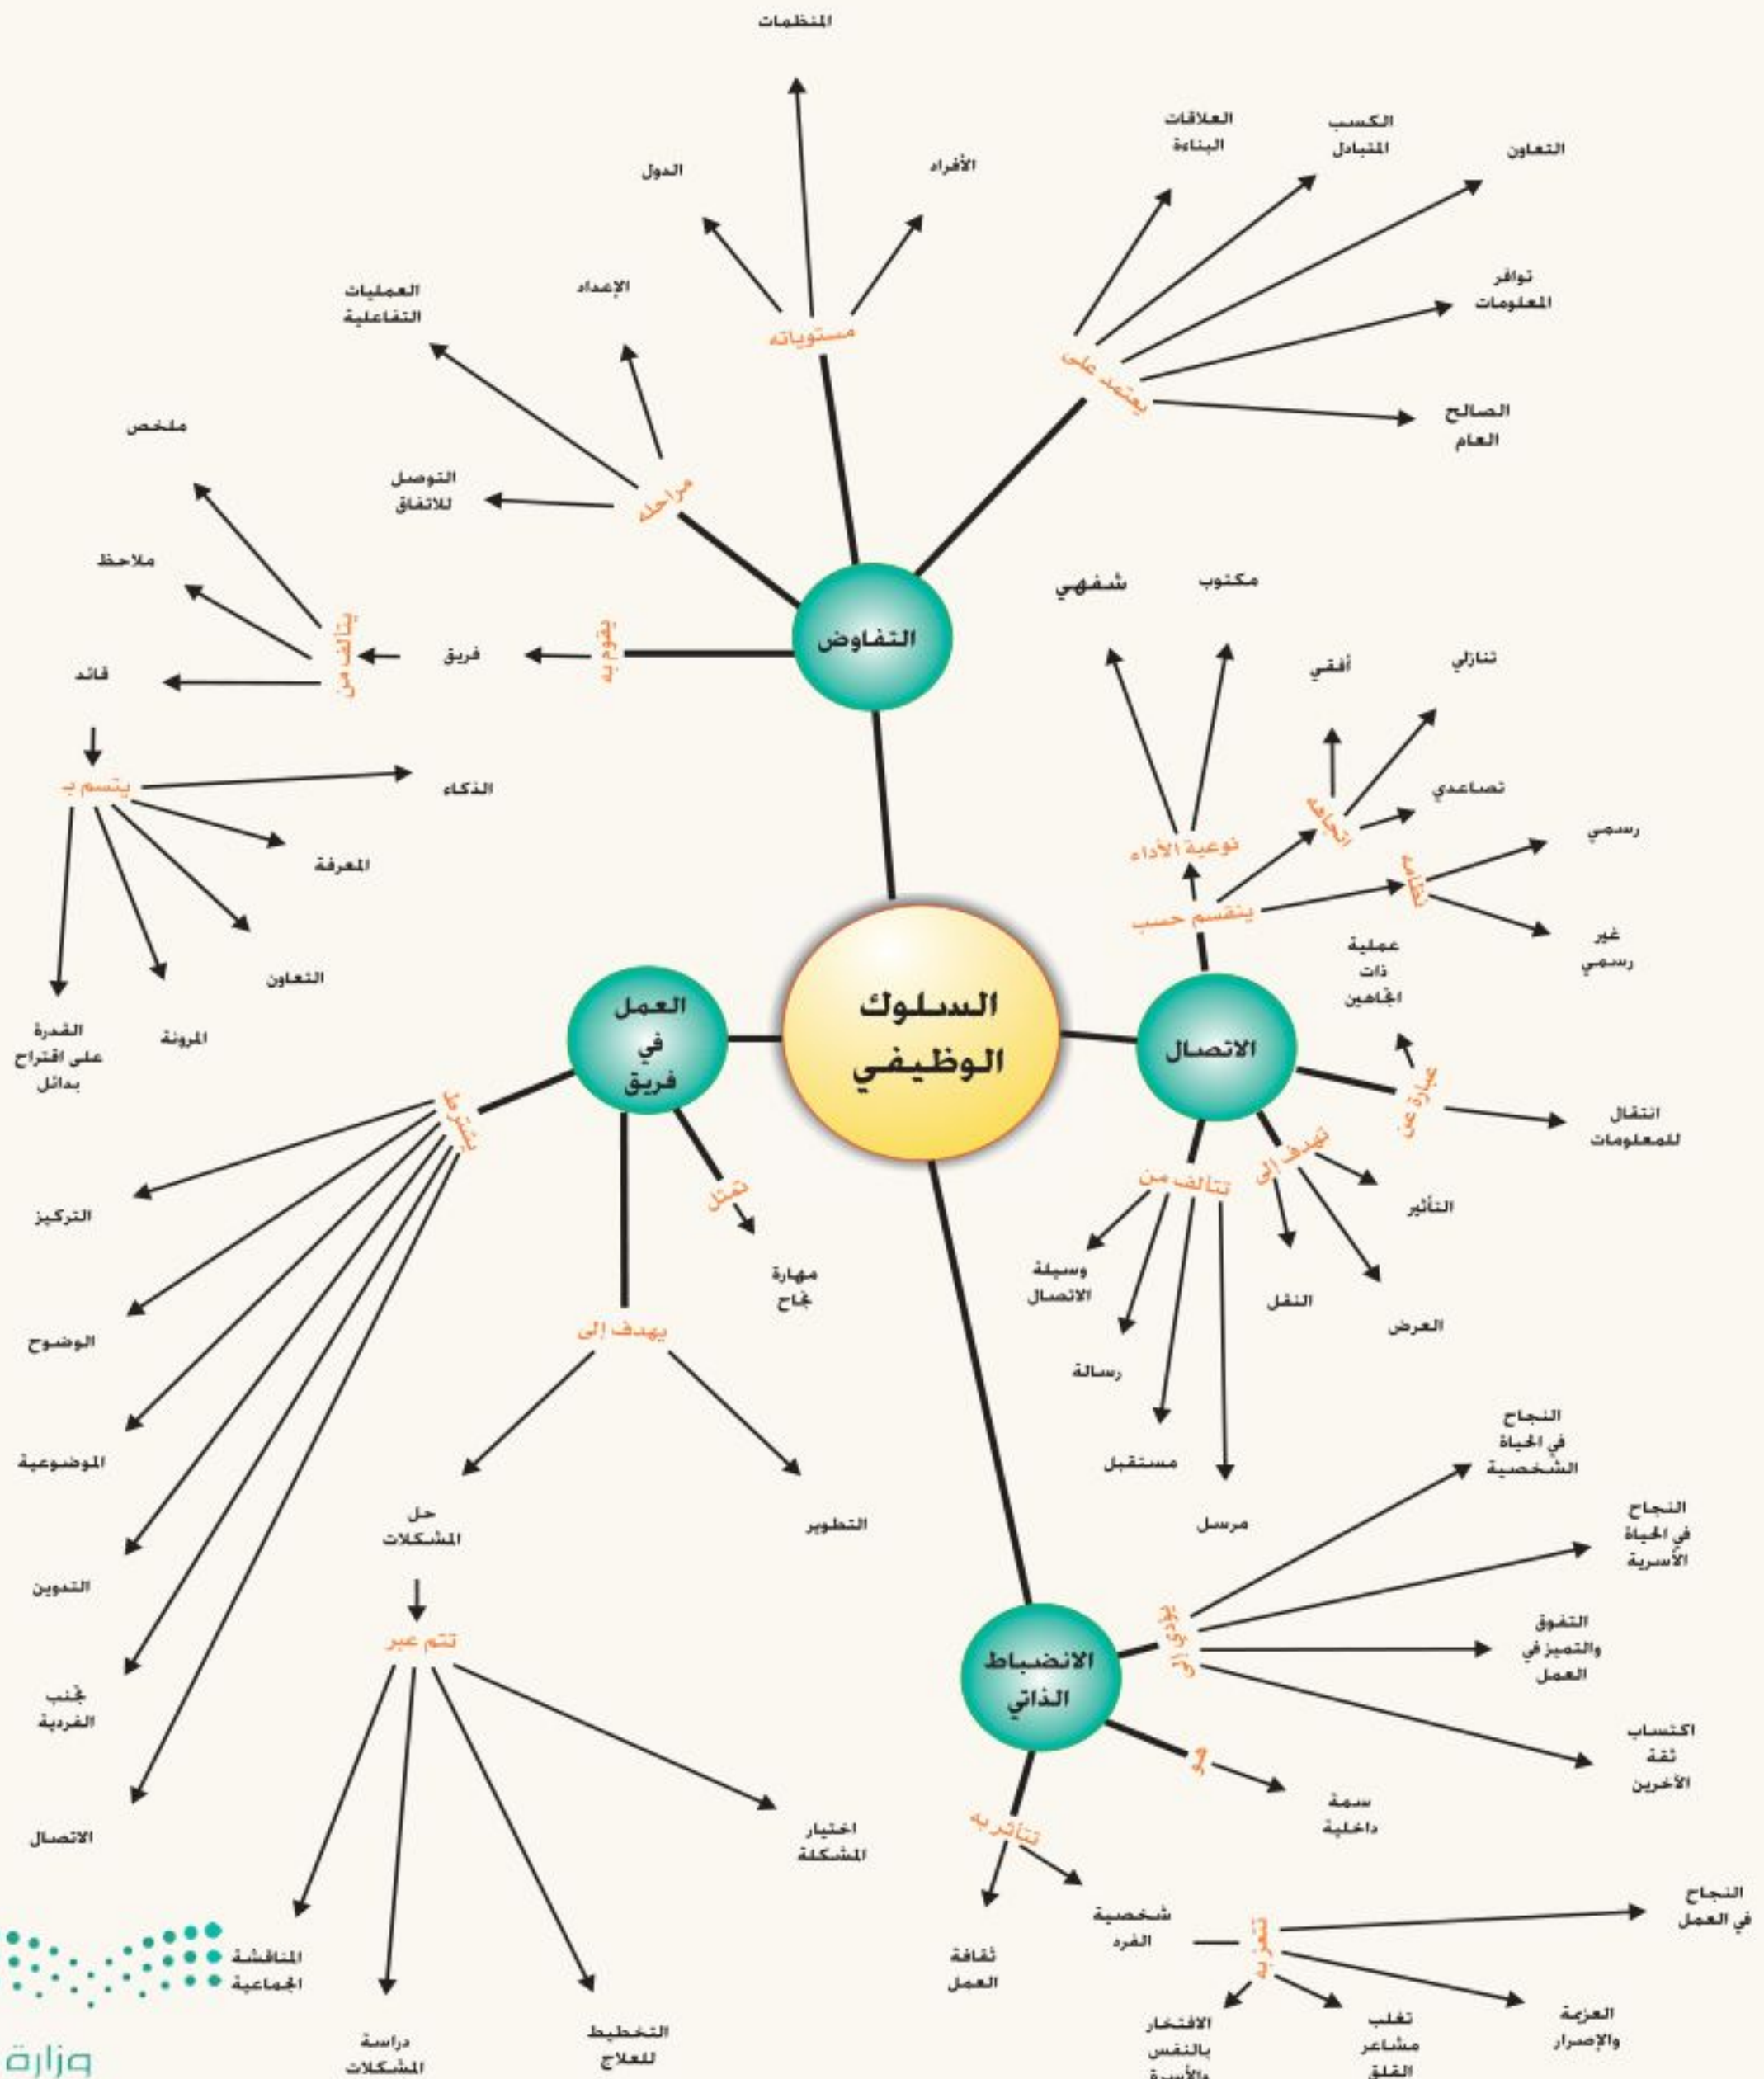 المنظمات
الدول
الأفراد
مستوياته
العلاقات
البناءة
الكسب
المتبادل
التعاون
توافر
المعلومات
الصالح
العام
يعتمد على
العمليات
التفاعلية
الإعداد
التوصل
للاتفاق
مراحله
التفاوض
يقوم به
فريق
يتألف من
ملخص
ملاحظ
قائد
يتسم بـ
الذكاء
المعرفة
التعاون
المرونة
القدرة
على اقتراح
بدائل
السلوك
الوظيفي
الاتصال
ينقسم حسب
نوعية الأداء
شفهي
مكتوب
اتجاهه
أفقي
تنازلي
تصاعدي
نظامه
رسمي
غير
رسمي
عبارة عن
عملية
ذات
اتجاهين
انتقال
للمعلومات
تهدف إلى
التأثير
العرض
النقل
تتألف من
وسيلة
الاتصال
رسالة
مستقبل
مرسل
العمل
في
فريق
تمثل
مهارة
نجاح
يهدف إلى
التطوير
حل
المشكلات
تتم عبر
اختيار
المشكلة
التخطيط
للعلاج
دراسة
المشكلات
المناقشة
الجماعية
يشترط
التركيز
الوضوح
الموضوعية
التدوين
تجنب
الفردية
الاتصال
الانضباط
الذاتي
يؤدي إلى
النجاح
في الحياة
الشخصية
النجاح
في الحياة
الأسرية
التفوق
والتميز في
العمل
اكتساب
ثقة
الآخرين
هو
سمة
داخلية
تتأثر به
ثقافة
العمل
شخصية
الفرد
تتعزز به
النجاح
في العمل
العزيمة
والإصرار
تغلب
مشاعر
القلق
الافتخار
بالنفس
والأسرة
وزارة